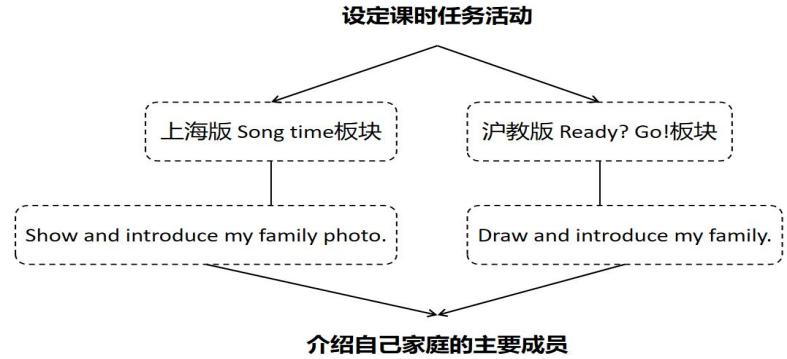 设定课时任务活动
上海版 Song time板块
沪教版 Ready? Go!板块
Show and introduce my family photo.
Draw and introduce my family.
介绍自己家庭的主要成员